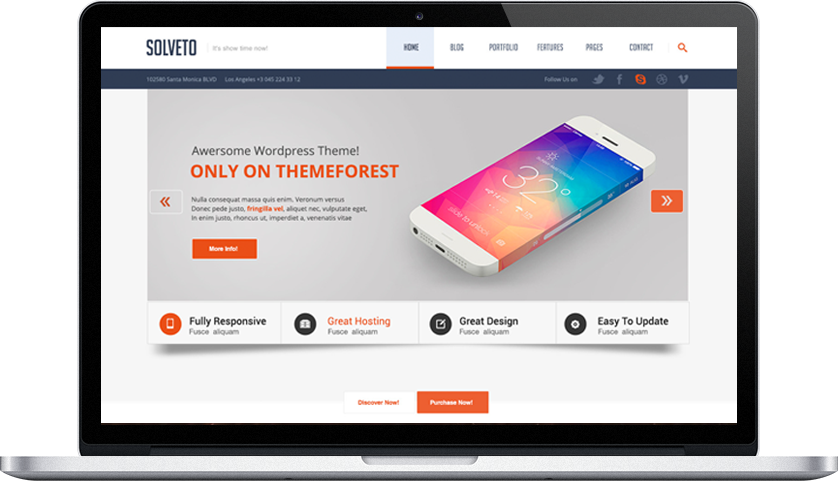 SOLVETO
It's show time now!
HOME BLOG PORTFOLIO FEATURES PAGES CONTACT
102580 Santa Monica BLVD Los Angeles +3 045 224 33 12
Follow Us on
Awersome Wordpress Theme!
ONLY ON THEMEFOREST
Nulla consequat massa quis enim. Veronum versus
Donec pede justo, fringilla vel, aliquet nec, vulputate eget,
In enim justo, rhoncus ut, imperdiet a, venenatis vitae
More Info!
32°
slide to unlock
Fully Responsive
Fusce aliquam
Great Hosting
Fusce aliquam
Great Design
Fusce aliquam
Easy To Update
Fusce aliquam
Discover Now!
Purchase Now!